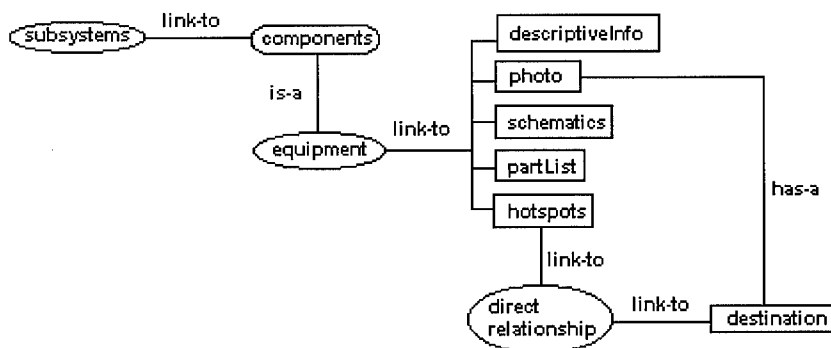 link-to
subsystems
components
is-a
equipment
link-to
descriptiveInfo
photo
schematics
partList
hotspots
has-a
link-to
direct
relationship
link-to
destination